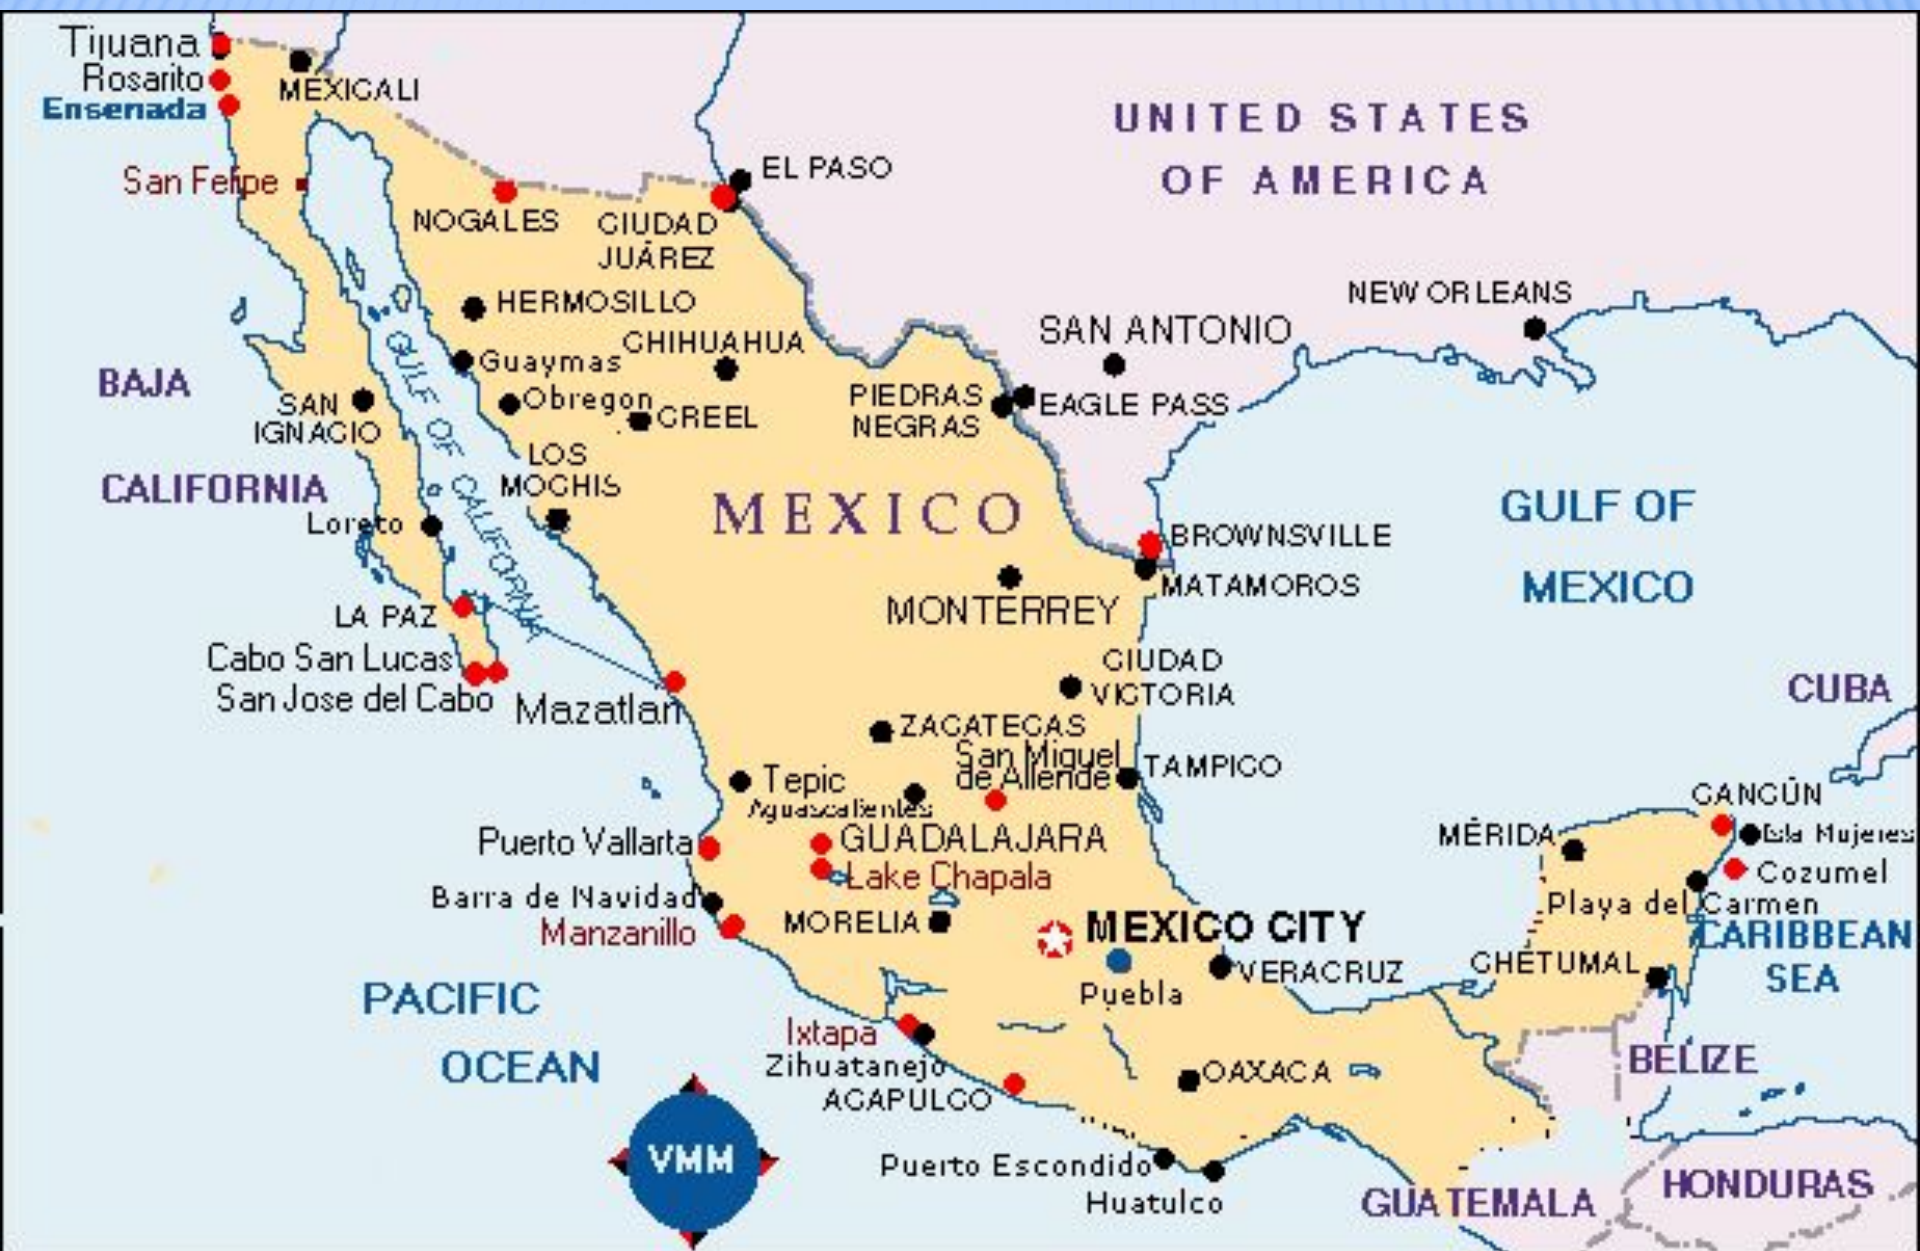 Tijuana
Rosarito
Ensenada
MEXICALI
San Felipe
NOGALES
CIUDAD
JUÁREZ
EL PASO
UNITED STATES
OF AMERICA
HERMOSILLO
CHIHUAHUA
Guaymas
Obregon
CREEL
NEW ORLEANS
SAN ANTONIO
PIEDRAS
NEGRAS
EAGLE PASS
BAJA
CALIFORNIA
SAN
IGNACIO
GULF OF CALIFORNIA
LOS
MOCHIS
Loreto
MEXICO
GULF OF
MEXICO
BROWNSVILLE
MATAMOROS
MONTERREY
LA PAZ
Cabo San Lucas
San Jose del Cabo
Mazatlan
CIUDAD
VICTORIA
CUBA
ZACATECAS
San Miguel
de Allende
TAMPICO
Tepic
Aguascalientes
CANCÚN
MÉRIDA
Isla Mujeres
Cozumel
Playa del Carmen
Puerto Vallarta
GUADALAJARA
Lake Chapala
Barra de Navidad
Manzanillo
MORELIA
MEXICO CITY
CARIBBEAN
SEA
Puebla
VERACRUZ
CHETUMAL
PACIFIC
OCEAN
Ixtapa
Zihuatanejo
ACAPULCO
OAXACA
BELIZE
VMM
Puerto Escondido
Huatulco
GUATEMALA
HONDURAS